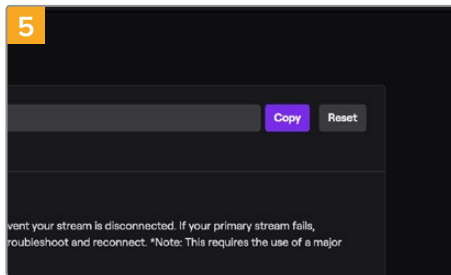 5
Copy Reset
vent your stream is disconnected. If your primary stream fails,
roubleshoot and reconnect. *Note: This requires the use of a major